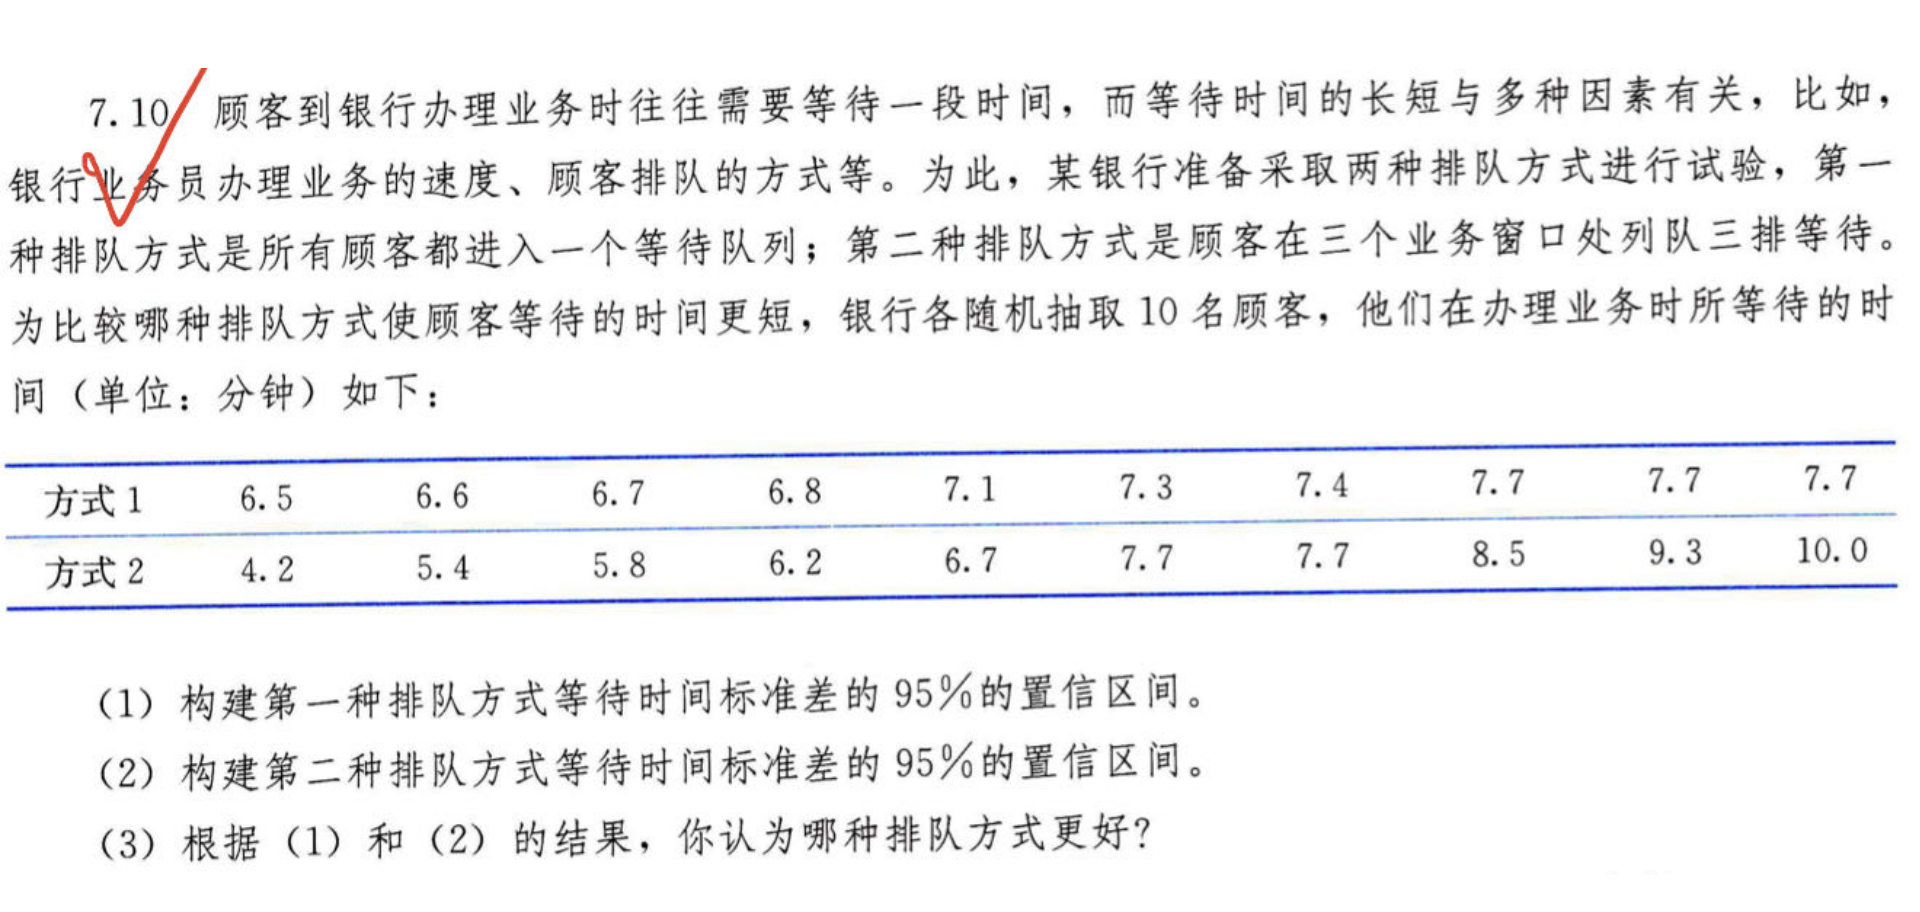 7.10 顾客到银行办理业务时往往需要等待一段时间，而等待时间的长短与多种因素有关，比如，
银行业务员办理业务的速度、顾客排队的方式等。为此，某银行准备采取两种排队方式进行试验，第一
种排队方式是所有顾客都进入一个等待队列；第二种排队方式是顾客在三个业务窗口处列队三排等待。
为比较哪种排队方式使顾客等待的时间更短，银行各随机抽取 10 名顾客，他们在办理业务时所等待的时
间（单位：分钟）如下：
方式 1 6.5 6.6 6.7 6.8 7.1 7.3 7.4 7.7 7.7 7.7
方式 2 4.2 5.4 5.8 6.2 6.7 7.7 7.7 8.5 9.3 10.0
（1）构建第一种排队方式等待时间标准差的 95%的置信区间。
（2）构建第二种排队方式等待时间标准差的 95%的置信区间。
（3）根据（1）和（2）的结果，你认为哪种排队方式更好？